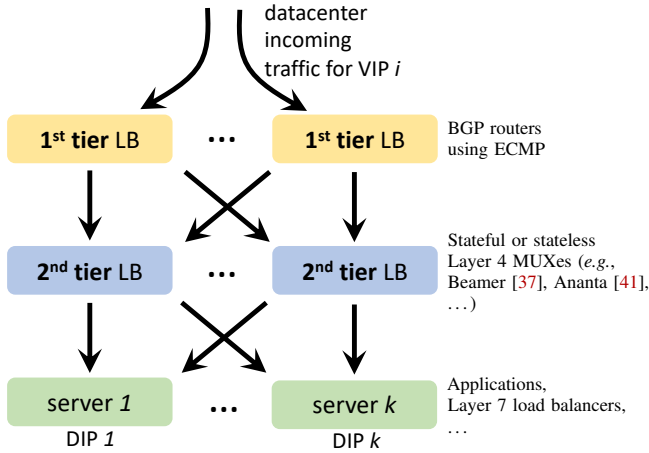 datacenter
incoming
traffic for VIP i
1st tier LB
...
1st tier LB
BGP routers
using ECMP
2nd tier LB
...
2nd tier LB
Stateful or stateless
Layer 4 MUXes (e.g.,
Beamer [37], Ananta [41],
...)
server 1
...
server k
Applications,
Layer 7 load balancers,
...
DIP 1
DIP k